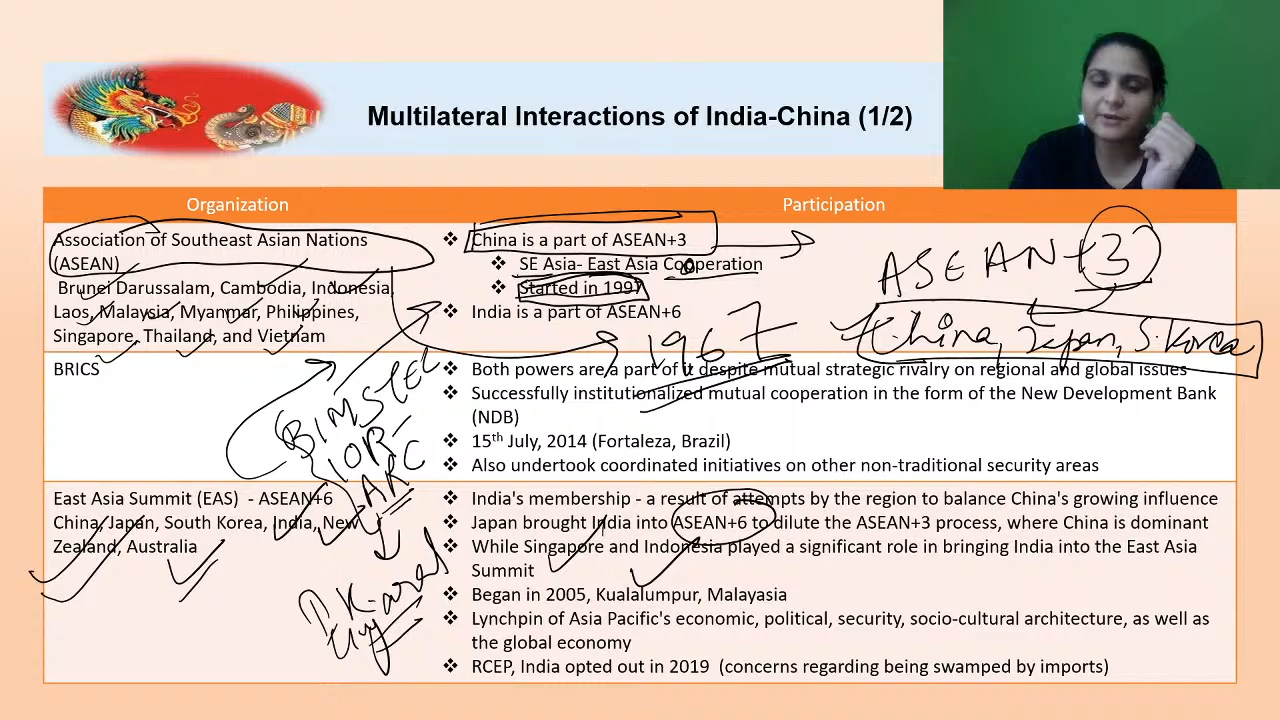 Multilateral Interactions of India-China (1/2)
Organization
Participation
Association of Southeast Asian Nations
(ASEAN)
Brunei Darussalam, Cambodia, Indonesia,
Laos, Malaysia, Myanmar, Philippines,
Singapore, Thailand, and Vietnam
❖ China is a part of ASEAN+3
❖ SE Asia- East Asia Cooperation
❖ Started in 1997
❖ India is a part of ASEAN+6
ASEAN+3
China, Japan, S. Korea
1967
BRICS
❖ Both powers are a part of it despite mutual strategic rivalry on regional and global issues
❖ Successfully institutionalized mutual cooperation in the form of the New Development Bank
(NDB)
❖ 15th July, 2014 (Fortaleza, Brazil)
❖ Also undertook coordinated initiatives on other non-traditional security areas
BIMSTEC
IOR-
ARC
East Asia Summit (EAS) - ASEAN+6
China, Japan, South Korea, India, New
Zealand, Australia
❖ India's membership - a result of attempts by the region to balance China's growing influence
❖ Japan brought India into ASEAN+6 to dilute the ASEAN+3 process, where China is dominant
❖ While Singapore and Indonesia played a significant role in bringing India into the East Asia
Summit
❖ Began in 2005, Kualalumpur, Malayasia
❖ Lynchpin of Asia Pacific's economic, political, security, socio-cultural architecture, as well as
the global economy
❖ RCEP, India opted out in 2019 (concerns regarding being swamped by imports)